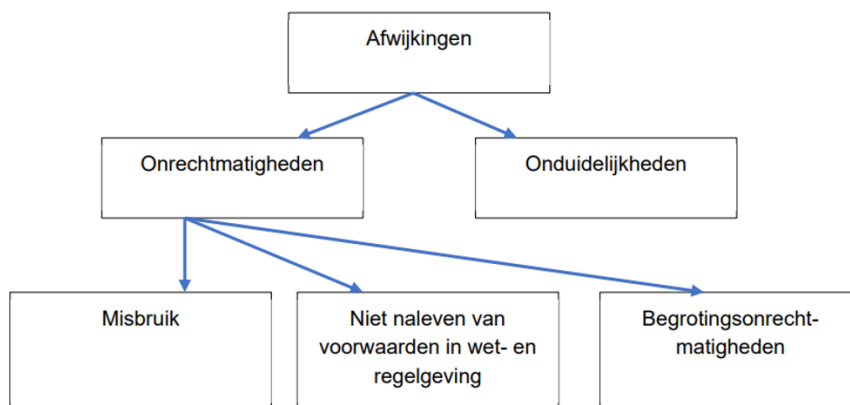 Afwijkingen
Onrechtmatigheden
Onduidelijkheden
Misbruik
Niet naleven van
voorwaarden in wet- en
regelgeving
Begrotingsonrecht-
matigheden